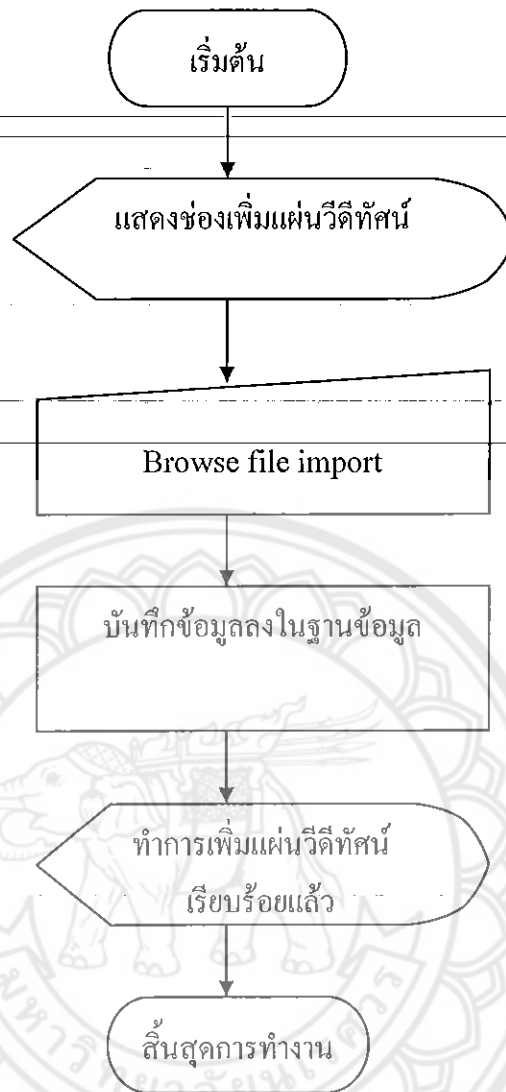 เริ่มต้น
แสดงช่องเพิ่มแผ่นวีดีทัศน์
Browse file import
บันทึกข้อมูลลงในฐานข้อมูล
ทำการเพิ่มแผ่นวีดีทัศน์
เรียบร้อยแล้ว
สิ้นสุดการทำงาน